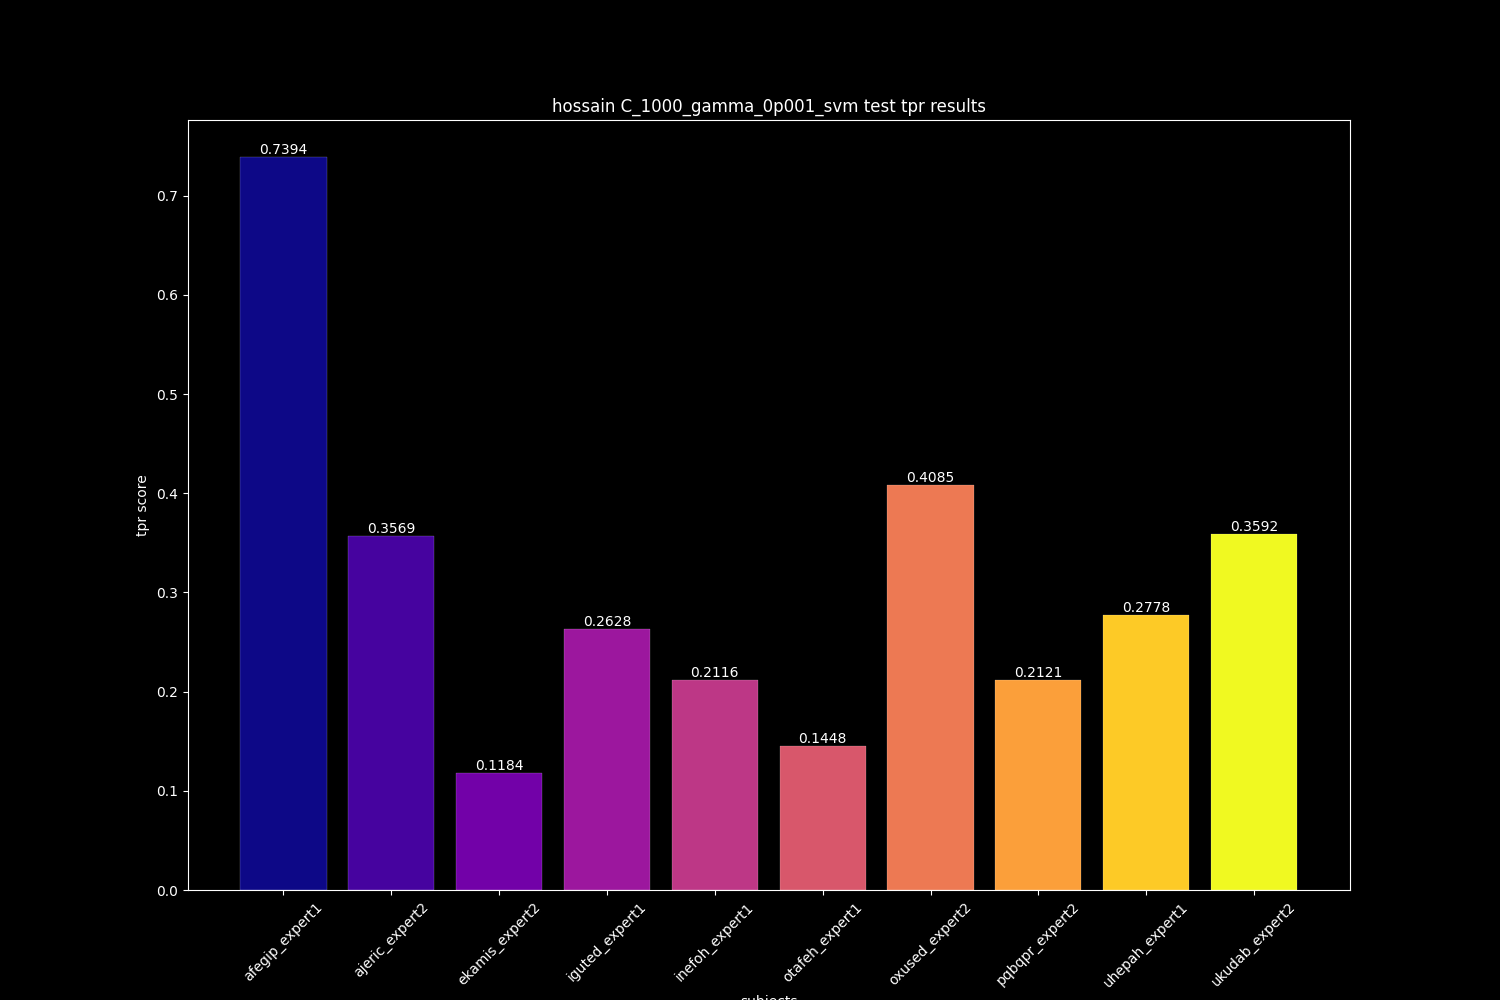 hossain C_1000_gamma_0p001_svm test tpr results
0.7394
0.3569
0.1184
0.2628
0.2116
0.1448
0.4085
0.2121
0.2778
0.3592
tpr score
0.7
0.6
0.5
0.4
0.3
0.2
0.1
0.0
afegip_expert1
ajeric_expert2
ekamis_expert2
iguted_expert1
inefoh_expert1
otafeh_expert1
oxused_expert2
pqbqpr_expert2
uhepah_expert1
ukudab_expert2
subjects